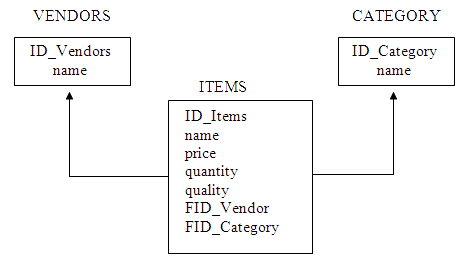 VENDORS
ID_Vendors
name
CATEGORY
ID_Category
name
ITEMS
ID_Items
name
price
quantity
quality
FID_Vendor
FID_Category